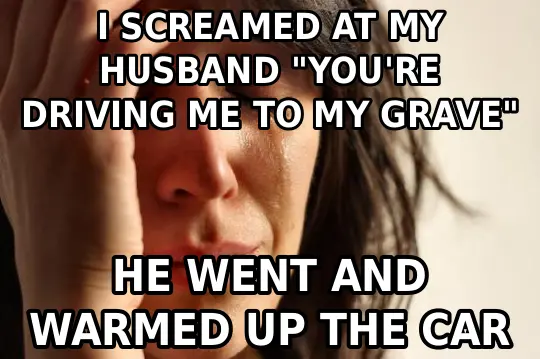 I SCREAMED AT MY
HUSBAND "YOU'RE
DRIVING ME TO MY GRAVE"
HE WENT AND
WARMED UP THE CAR